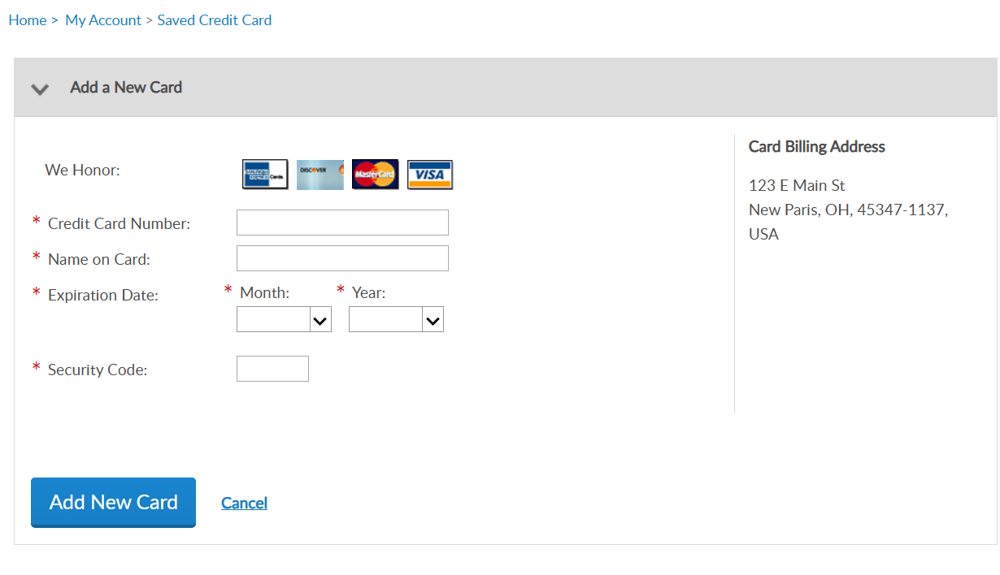 Home > My Account > Saved Credit Card
Add a New Card
We Honor:
Cards DISCOVER MasterCard VISA
* Credit Card Number:
* Name on Card:
* Expiration Date:
* Month: * Year:
* Security Code:
Add New Card Cancel
Card Billing Address
123 E Main St
New Paris, OH, 45347-1137,
USA